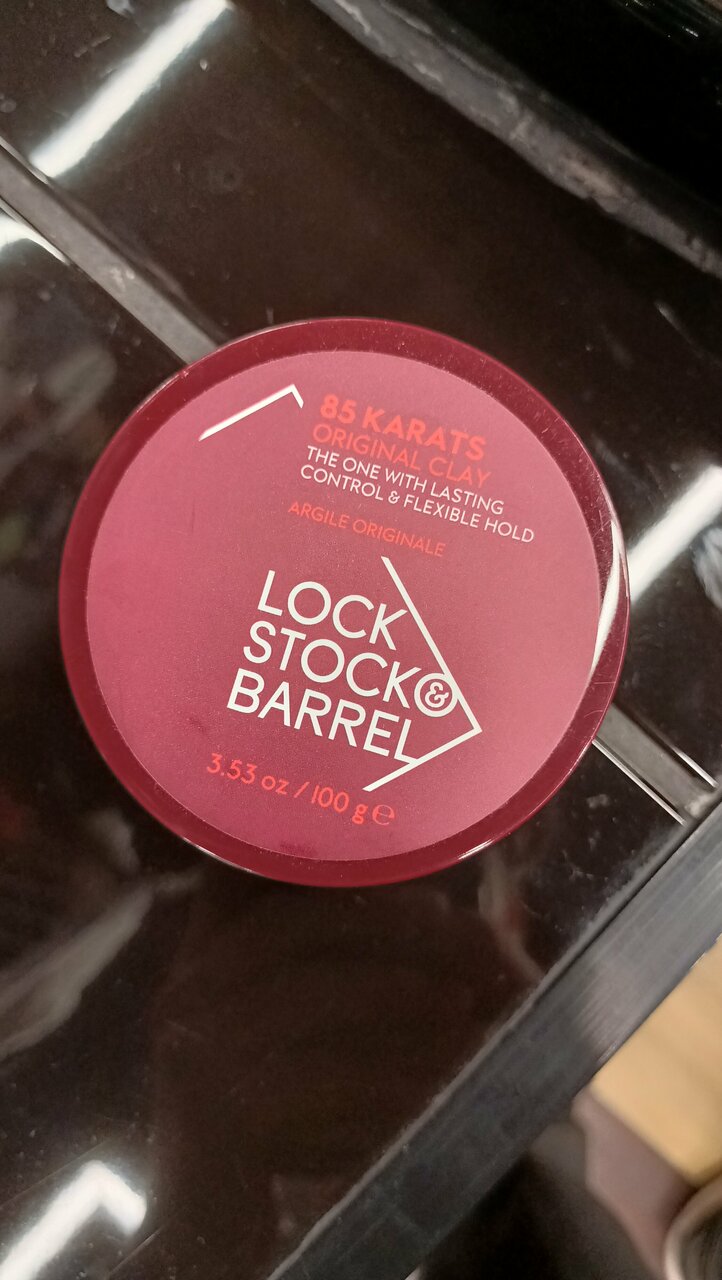 85 KARATS
ORIGINAL CLAY
THE ONE WITH LASTING
CONTROL & FLEXIBLE HOLD
ARGILE ORIGINALE
LOCK
STOCK &
BARREL
3.53 oz / 100 g ℮